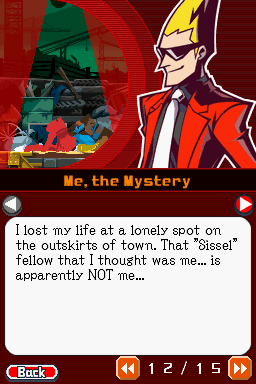 Me, the Mystery
I lost my life at a lonely spot on
the outskirts of town. That "Sissel"
fellow that I thought was me... is
apparently NOT me...
Back
12/15